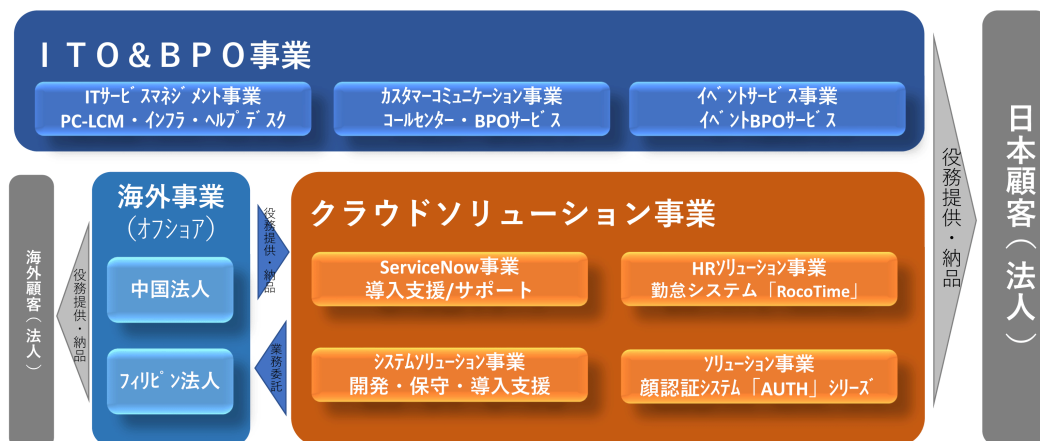 ＩＴＯ＆ＢＰＯ事業
ITｻｰﾋﾞｽﾏﾈｼﾞﾒﾝﾄ事業
PC-LCM・インフラ・ﾍﾙﾌﾟﾃﾞｽｸ
ｶｽﾀﾏｰｺﾐｭﾆｹｰｼｮﾝ事業
ｺｰﾙｾﾝﾀｰ・BPOｻｰﾋﾞｽ
ｲﾍﾞﾝﾄｻｰﾋﾞｽ事業
ｲﾍﾞﾝﾄBPOｻｰﾋﾞｽ
役務提供・納品
日本顧客（法人）
海外顧客（法人）
役務提供・納品
海外事業
（ｵﾌｼｮｱ）
中国法人
ﾌｨﾘﾋﾟﾝ法人
役務提供・納品
業務委託
クラウドソリューション事業
ServiceNow事業
導入支援/サポート
HRｿﾘｭｰｼｮﾝ事業
勤怠システム「RocoTime」
ｼｽﾃﾑｿﾘｭｰｼｮﾝ事業
開発・保守・導入支援
ｿﾘｭｰｼｮﾝ事業
顔認証ｼｽﾃﾑ「AUTH」ｼﾘｰｽﾞ